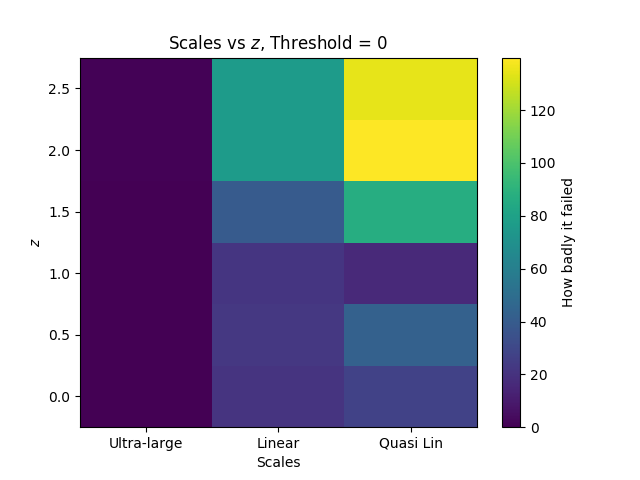 Scales vs z, Threshold = 0
2.5
2.0
1.5
1.0
0.5
0.0
z
Ultra-large
Linear
Quasi Lin
Scales
120
100
80
60
40
20
0
How badly it failed